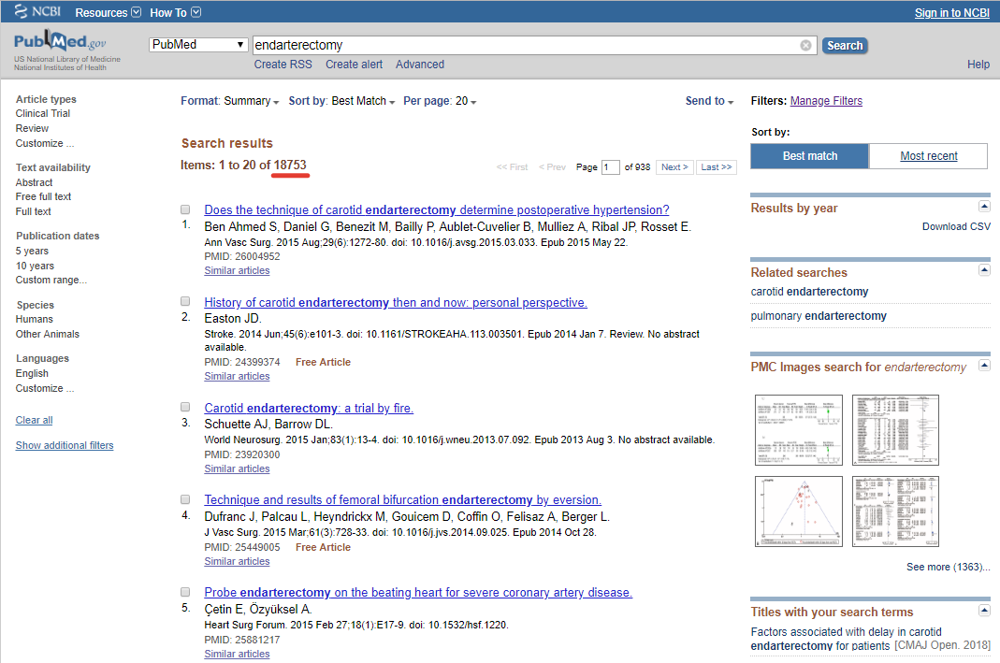 NCBI Resources How To Sign in to NCBI
PubMed.gov
US National Library of Medicine
National Institutes of Health
PubMed endarterectomy Search
Create RSS Create alert Advanced Help
Article types
Clinical Trial
Review
Customize ...
Text availability
Abstract
Free full text
Full text
Publication dates
5 years
10 years
Custom range...
Species
Humans
Other Animals
Languages
English
Customize ...
Clear all
Show additional filters
Format: Summary Sort by: Best Match Per page: 20 Send to
Search results
Items: 1 to 20 of 18753
<< First < Prev Page 1 of 938 Next > Last >>
Does the technique of carotid endarterectomy determine postoperative hypertension?
1. Ben Ahmed S, Daniel G, Benezit M, Bailly P, Aublet-Cuvelier B, Mulliez A, Ribal JP, Rosset E.
Ann Vasc Surg. 2015 Aug;29(6):1272-80. doi: 10.1016/j.avsg.2015.03.033. Epub 2015 May 22.
PMID: 26004952
Similar articles
History of carotid endarterectomy then and now: personal perspective.
2. Easton JD.
Stroke. 2014 Jun;45(6):e101-3. doi: 10.1161/STROKEAHA.113.003501. Epub 2014 Jan 7. Review. No abstract
available.
PMID: 24399374 Free Article
Similar articles
Carotid endarterectomy: a trial by fire.
3. Schuette AJ, Barrow DL.
World Neurosurg. 2015 Jan;83(1):13-4. doi: 10.1016/j.wneu.2013.07.092. Epub 2013 Aug 3. No abstract available.
PMID: 23920300
Similar articles
Technique and results of femoral bifurcation endarterectomy by eversion.
4. Dufranc J, Palcau L, Heyndrickx M, Gouicem D, Coffin O, Felisaz A, Berger L.
J Vasc Surg. 2015 Mar;61(3):728-33. doi: 10.1016/j.jvs.2014.09.025. Epub 2014 Oct 28.
PMID: 25449005 Free Article
Similar articles
Probe endarterectomy on the beating heart for severe coronary artery disease.
5. Çetin E, Özyüksel A.
Heart Surg Forum. 2015 Feb 27;18(1):E17-9. doi: 10.1532/hsf.1220.
PMID: 25881217
Similar articles
Filters: Manage Filters
Sort by:
Best match Most recent
Results by year
Download CSV
Related searches
carotid endarterectomy
pulmonary endarterectomy
PMC Images search for endarterectomy
See more (1363)...
Titles with your search terms
Factors associated with delay in carotid
endarterectomy for patients [CMAJ Open. 2018]